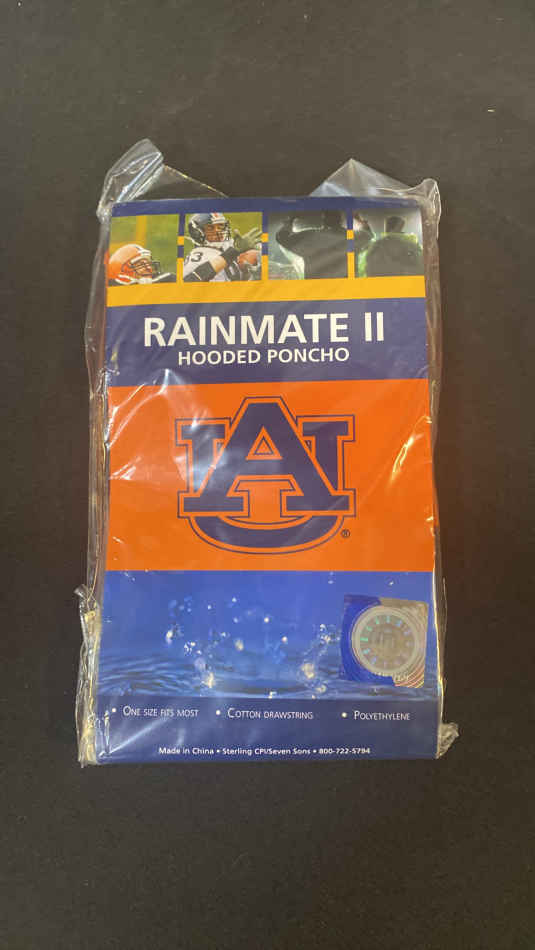 RAINMATE II
HOODED PONCHO
AU
®
• ONE SIZE FITS MOST • COTTON DRAWSTRING • POLYETHYLENE
Made in China • Sterling CPI/Seven Sons • 800-722-5794